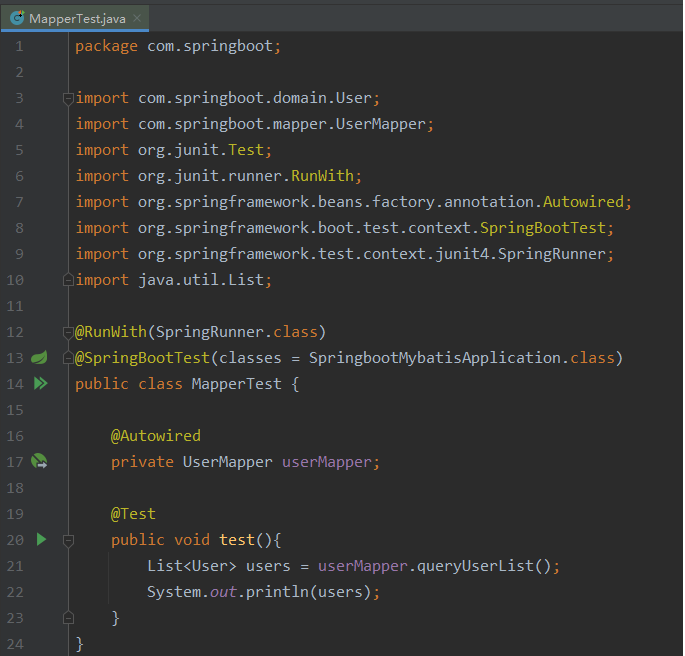 MapperTest.java
1 package com.springboot;
2
3 import com.springboot.domain.User;
4 import com.springboot.mapper.UserMapper;
5 import org.junit.Test;
6 import org.junit.runner.RunWith;
7 import org.springframework.beans.factory.annotation.Autowired;
8 import org.springframework.boot.test.context.SpringBootTest;
9 import org.springframework.test.context.junit4.SpringRunner;
10 import java.util.List;
11
12 @RunWith(SpringRunner.class)
13 @SpringBootTest(classes = SpringbootMybatisApplication.class)
14 public class MapperTest {
15
16     @Autowired
17     private UserMapper userMapper;
18
19     @Test
20     public void test(){
21         List<User> users = userMapper.queryUserList();
22         System.out.println(users);
23     }
24 }